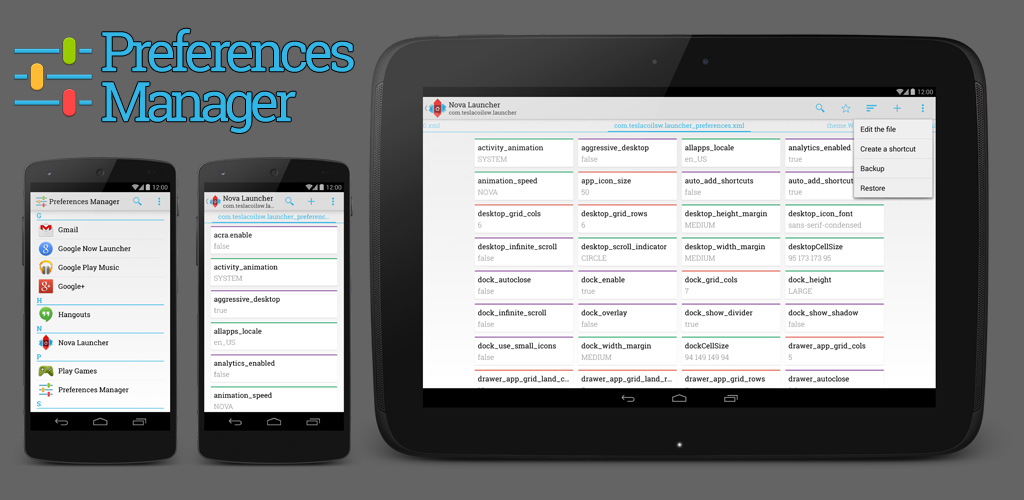 Preferences
Manager
12:00
Preferences Manager
G
Gmail
Google Now Launcher
Google Play Music
Google+
H
Hangouts
N
Nova Launcher
P
Play Games
Preferences Manager
S
12:00
Nova Launcher
com.teslacoilsw.la...
com.teslacoilsw.launcher_preferenc...
acra.enable
false
activity_animation
SYSTEM
aggressive_desktop
true
allapps_locale
en_US
analytics_enabled
false
animation_speed
NOVA
12:00
Nova Launcher
com.teslacoilsw.launcher
0.xml com.teslacoilsw.launcher_preferences.xml theme.W
Edit the file
Create a shortcut
Backup
Restore
activity_animation aggressive_desktop allapps_locale analytics_enabled
SYSTEM false en_US true
animation_speed app_icon_size auto_add_shortcuts auto_add_shortcut
NOVA 50 false true
desktop_grid_cols desktop_grid_rows desktop_height_margin desktop_icon_font
6 6 MEDIUM sans-serif-condensed
desktop_infinite_scroll desktop_scroll_indicator desktop_width_margin desktopCellSize
false CIRCLE MEDIUM 95 173 173 95
dock_autoclose dock_enable dock_grid_cols dock_height
false true 7 LARGE
dock_infinite_scroll dock_overlay dock_show_divider dock_show_shadow
false false true false
dock_use_small_icons dock_width_margin dockCellSize drawer_app_grid_cols
false MEDIUM 94 149 149 94 5
drawer_app_grid_land_c... drawer_app_grid_land_r... drawer_app_grid_rows drawer_autoclose